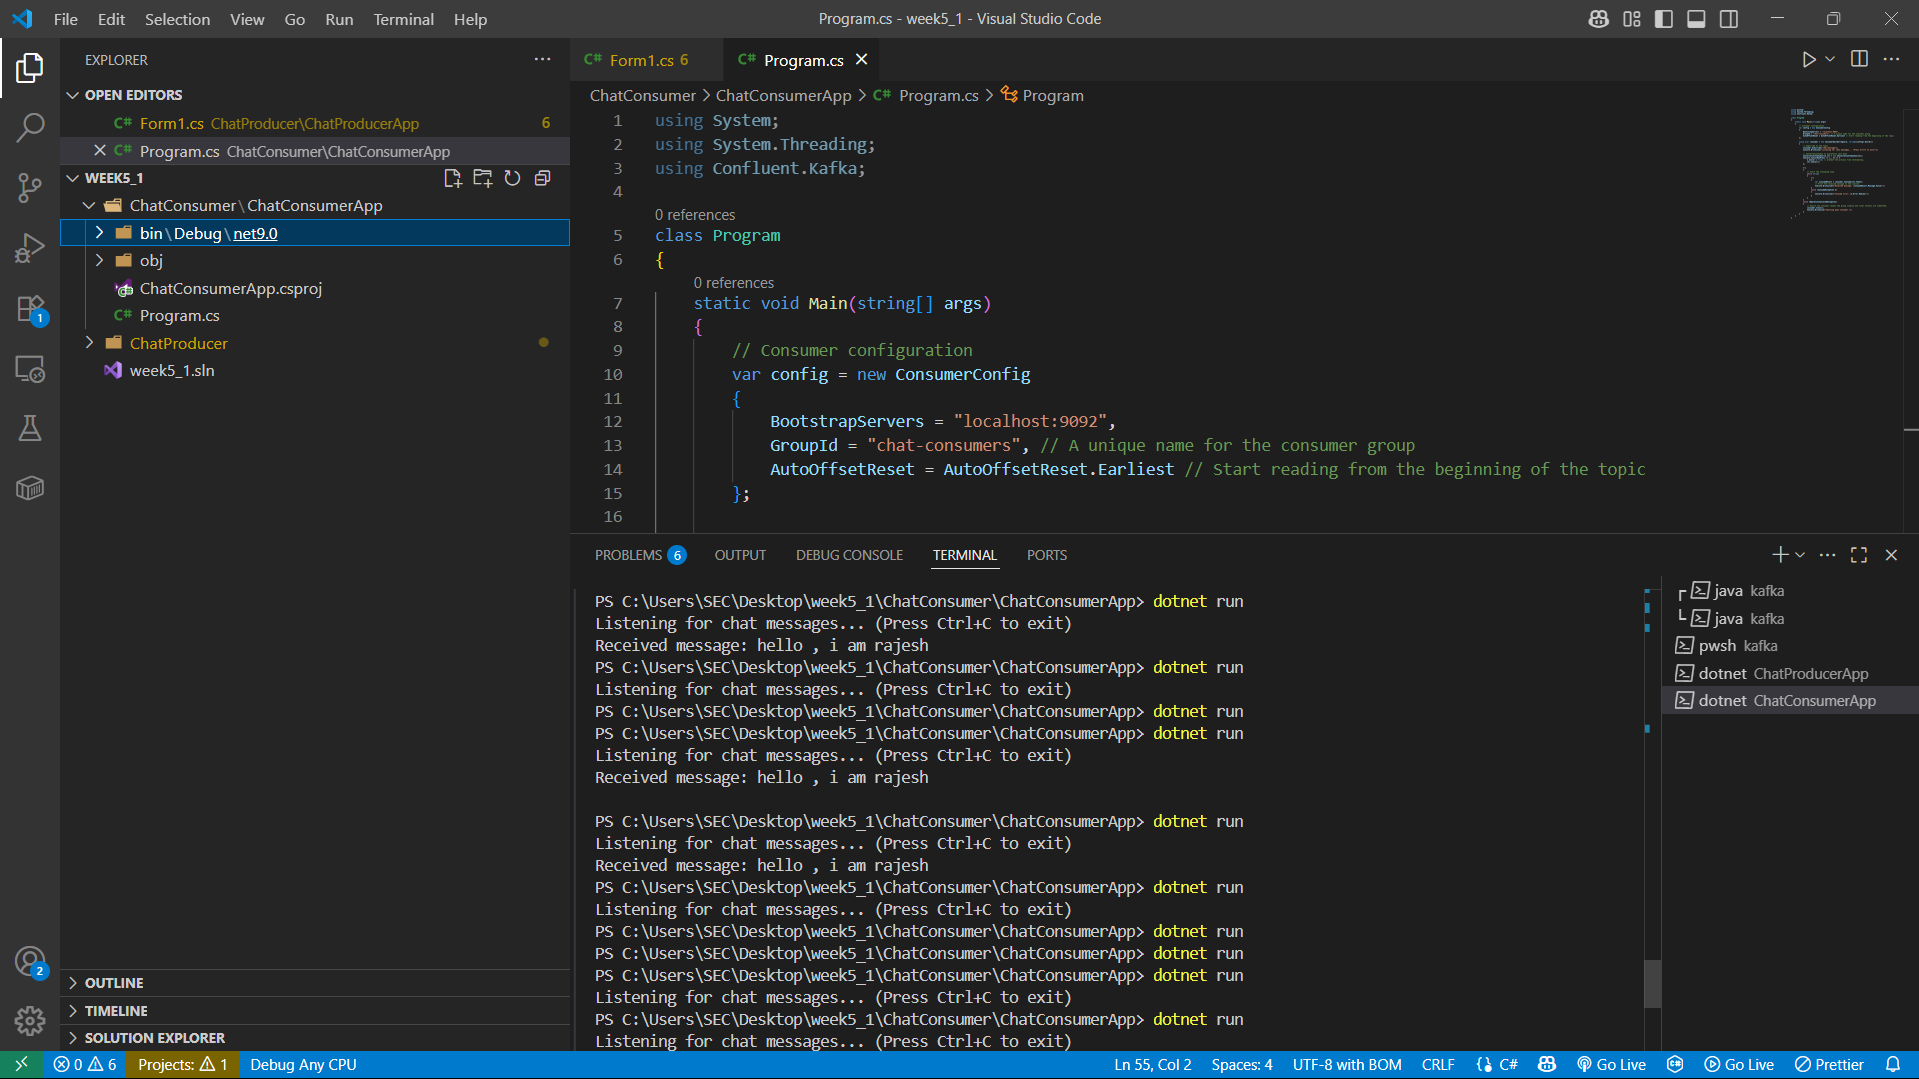 File Edit Selection View Go Run Terminal Help
Program.cs - week5_1 - Visual Studio Code
EXPLORER
OPEN EDITORS
C# Form1.cs ChatProducer\ChatProducerApp 6
C# Program.cs ChatConsumer\ChatConsumerApp
WEEK5_1
ChatConsumer\ChatConsumerApp
bin\Debug\net9.0
obj
ChatConsumerApp.csproj
C# Program.cs
ChatProducer
week5_1.sln
OUTLINE
TIMELINE
SOLUTION EXPLORER
1
2
C# Form1.cs 6
C# Program.cs
ChatConsumer > ChatConsumerApp > C# Program.cs > Program
1 using System;
2 using System.Threading;
3 using Confluent.Kafka;
4
0 references
5 class Program
6 {
0 references
7 static void Main(string[] args)
8 {
9 // Consumer configuration
10 var config = new ConsumerConfig
11 {
12 BootstrapServers = "localhost:9092",
13 GroupId = "chat-consumers", // A unique name for the consumer group
14 AutoOffsetReset = AutoOffsetReset.Earliest // Start reading from the beginning of the topic
15 };
16
PROBLEMS 6 OUTPUT DEBUG CONSOLE TERMINAL PORTS
PS C:\Users\SEC\Desktop\week5_1\ChatConsumer\ChatConsumerApp> dotnet run
Listening for chat messages... (Press Ctrl+C to exit)
Received message: hello , i am rajesh
PS C:\Users\SEC\Desktop\week5_1\ChatConsumer\ChatConsumerApp> dotnet run
Listening for chat messages... (Press Ctrl+C to exit)
PS C:\Users\SEC\Desktop\week5_1\ChatConsumer\ChatConsumerApp> dotnet run
PS C:\Users\SEC\Desktop\week5_1\ChatConsumer\ChatConsumerApp> dotnet run
Listening for chat messages... (Press Ctrl+C to exit)
Received message: hello , i am rajesh
PS C:\Users\SEC\Desktop\week5_1\ChatConsumer\ChatConsumerApp> dotnet run
Listening for chat messages... (Press Ctrl+C to exit)
Received message: hello , i am rajesh
PS C:\Users\SEC\Desktop\week5_1\ChatConsumer\ChatConsumerApp> dotnet run
Listening for chat messages... (Press Ctrl+C to exit)
PS C:\Users\SEC\Desktop\week5_1\ChatConsumer\ChatConsumerApp> dotnet run
PS C:\Users\SEC\Desktop\week5_1\ChatConsumer\ChatConsumerApp> dotnet run
PS C:\Users\SEC\Desktop\week5_1\ChatConsumer\ChatConsumerApp> dotnet run
Listening for chat messages... (Press Ctrl+C to exit)
PS C:\Users\SEC\Desktop\week5_1\ChatConsumer\ChatConsumerApp> dotnet run
Listening for chat messages... (Press Ctrl+C to exit)
java kafka
java kafka
pwsh kafka
dotnet ChatProducerApp
dotnet ChatConsumerApp
0 6 Projects: 1 Debug Any CPU
Ln 55, Col 2 Spaces: 4 UTF-8 with BOM CRLF C# Go Live Go Live Prettier